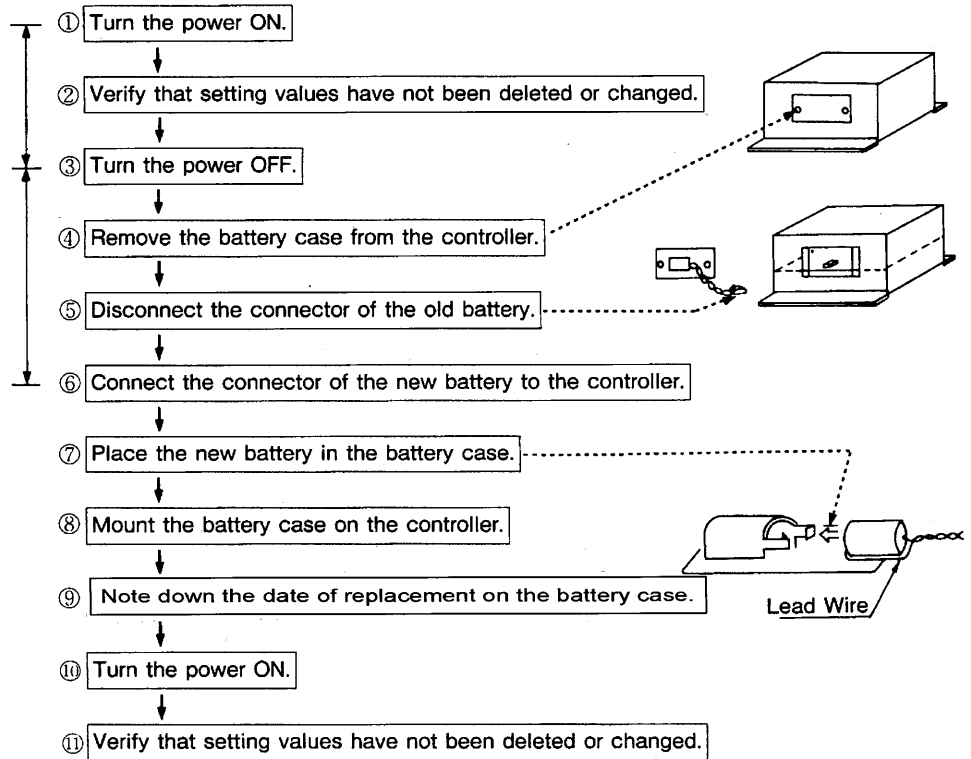 ① Turn the power ON.
② Verify that setting values have not been deleted or changed.
③ Turn the power OFF.
④ Remove the battery case from the controller.
⑤ Disconnect the connector of the old battery.
⑥ Connect the connector of the new battery to the controller.
⑦ Place the new battery in the battery case.
⑧ Mount the battery case on the controller.
⑨ Note down the date of replacement on the battery case.
Lead Wire
⑩ Turn the power ON.
⑪ Verify that setting values have not been deleted or changed.